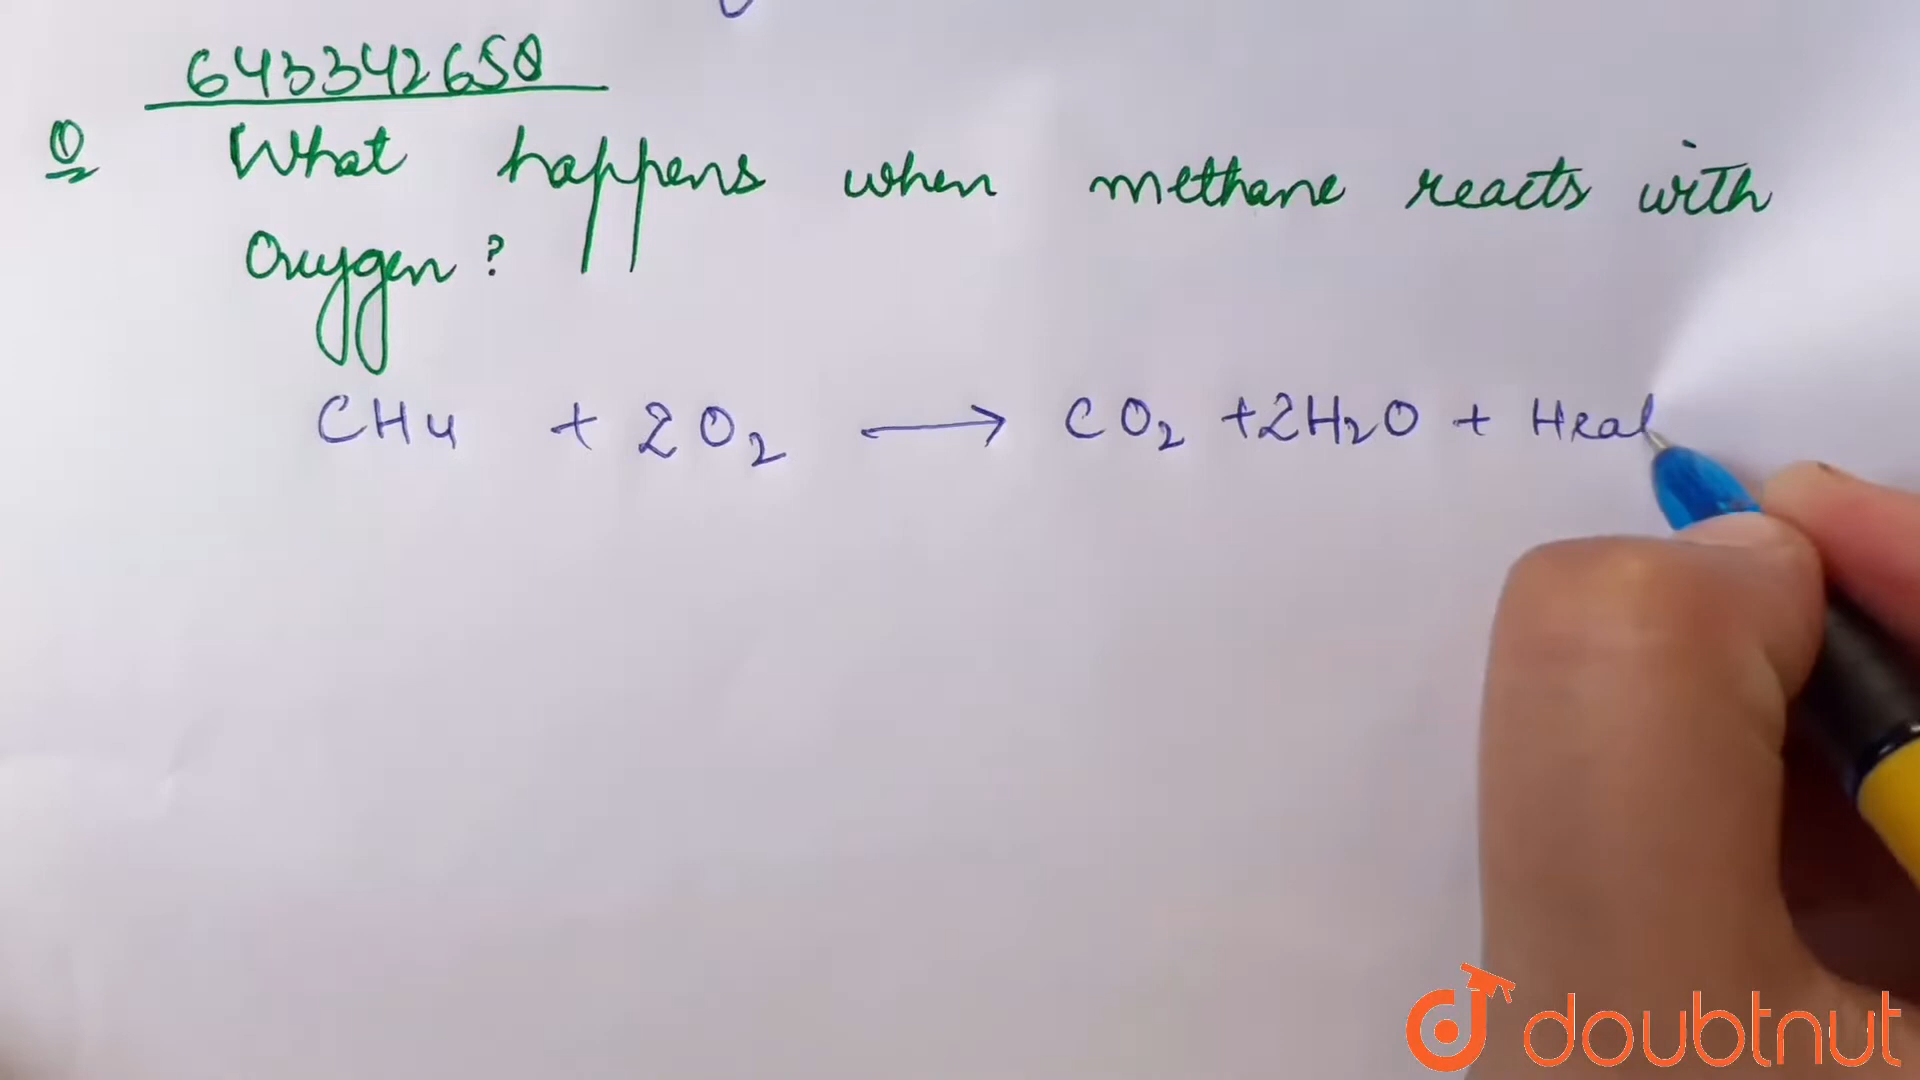 643342650
Q What happens when methane reacts with
Oxygen?
CH4 + 2O2 → CO2 + 2H2O + Heat
doubtnut